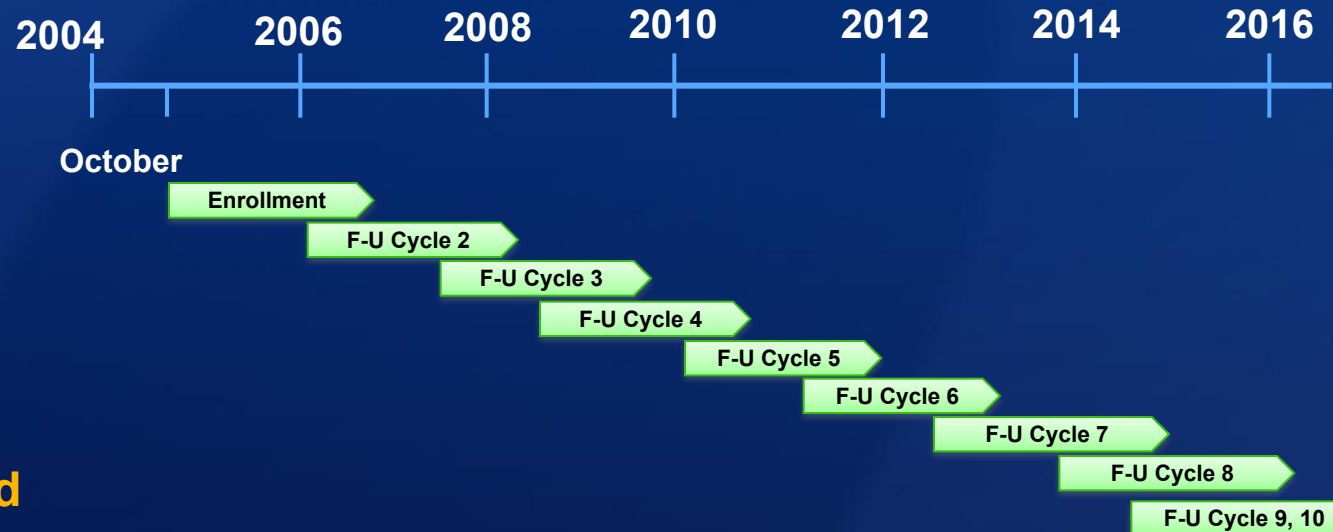 2004 2006 2008 2010 2012 2014 2016
October
Enrollment
F-U Cycle 2
F-U Cycle 3
F-U Cycle 4
F-U Cycle 5
F-U Cycle 6
F-U Cycle 7
F-U Cycle 8
d
F-U Cycle 9, 10